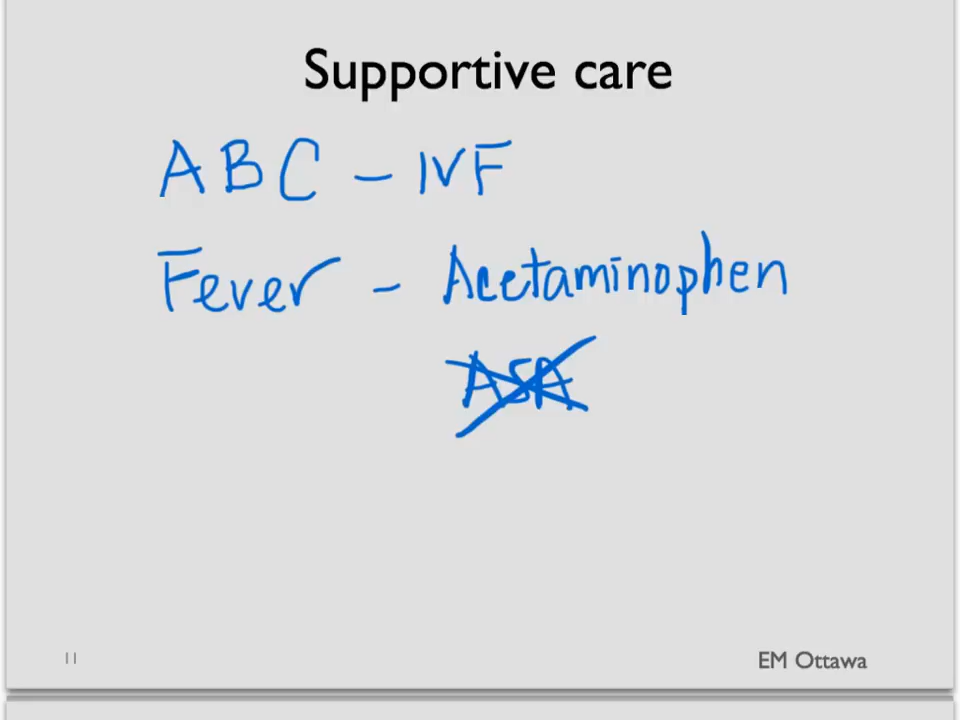 Supportive care
ABC - IVF
Fever - Acetaminophen
ASA
11
EM Ottawa